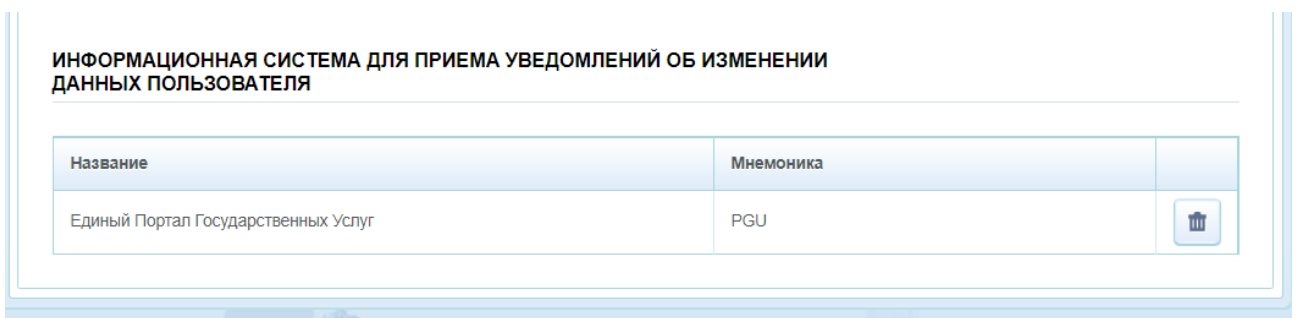 ИНФОРМАЦИОННАЯ СИСТЕМА ДЛЯ ПРИЕМА УВЕДОМЛЕНИЙ ОБ ИЗМЕНЕНИИ
ДАННЫХ ПОЛЬЗОВАТЕЛЯ
Название Мнемоника
Единый Портал Государственных Услуг PGU